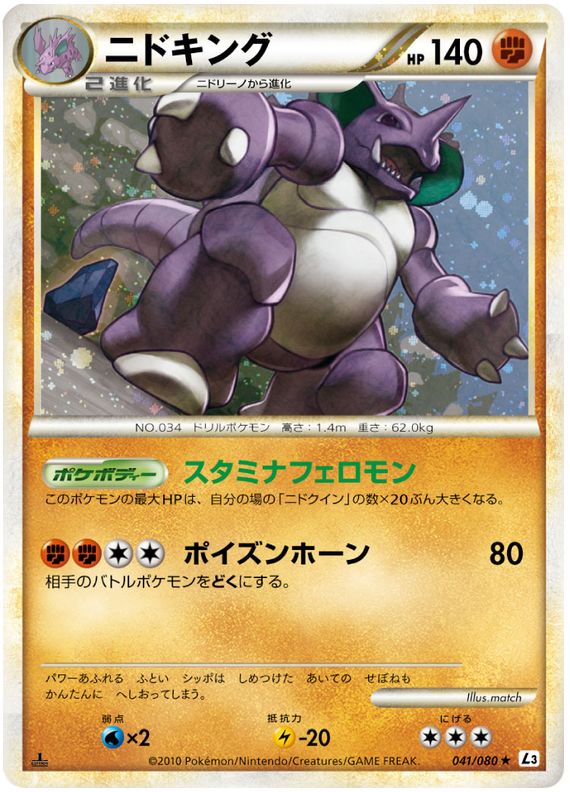 ニドキング HP 140
2進化 ニドリーノから進化
NO.034 ドリルポケモン 高さ:1.4m 重さ:62.0kg
ポケボディー スタミナフェロモン
このポケモンの最大HPは、自分の場の「ニドクイン」の数×20ぶん大きくなる。
ポイズンホーン 80
相手のバトルポケモンをどくにする。
パワーあふれる ふとい シッポは しめつけた あいての せぼねも
かんたんに へしおってしまう。
Illus.match
弱点 抵抗力 にげる
×2 -20
1 EDITION ©2010 Pokémon/Nintendo/Creatures/GAME FREAK. 041/080 ★ L3